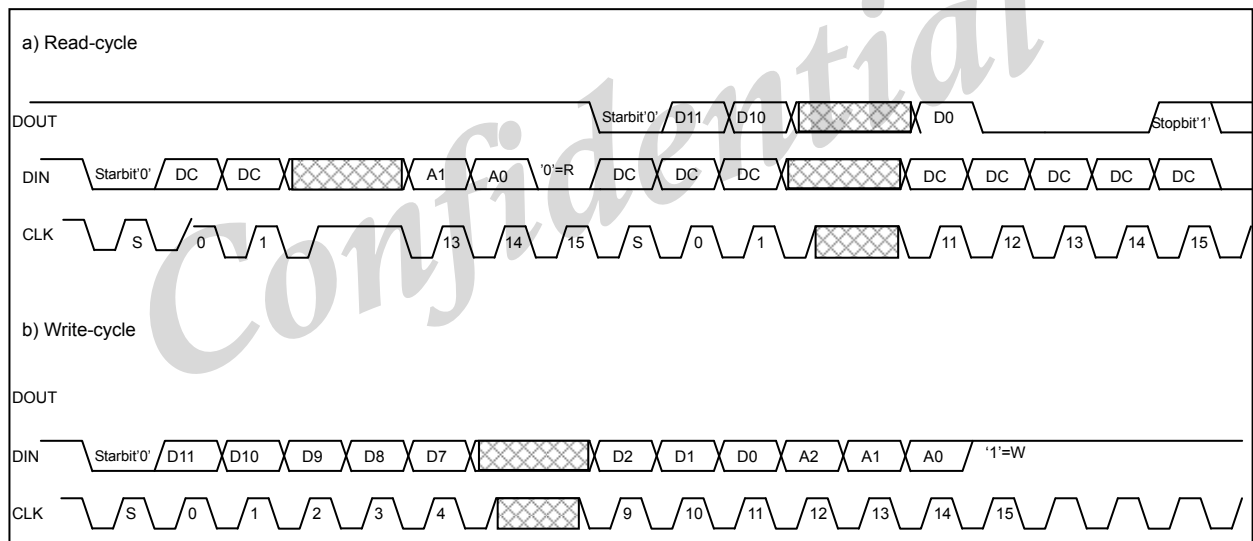 a) Read-cycle
DOUT Starbit'0' D11 D10 D0 Stopbit'1'
DIN Starbit'0' DC DC A1 A0 '0'=R DC DC DC DC DC DC DC DC
CLK S 0 1 13 14 15 S 0 1 11 12 13 14 15
b) Write-cycle
DOUT
DIN Starbit'0' D11 D10 D9 D8 D7 D2 D1 D0 A2 A1 A0 '1'=W
CLK S 0 1 2 3 4 9 10 11 12 13 14 15
Confidential